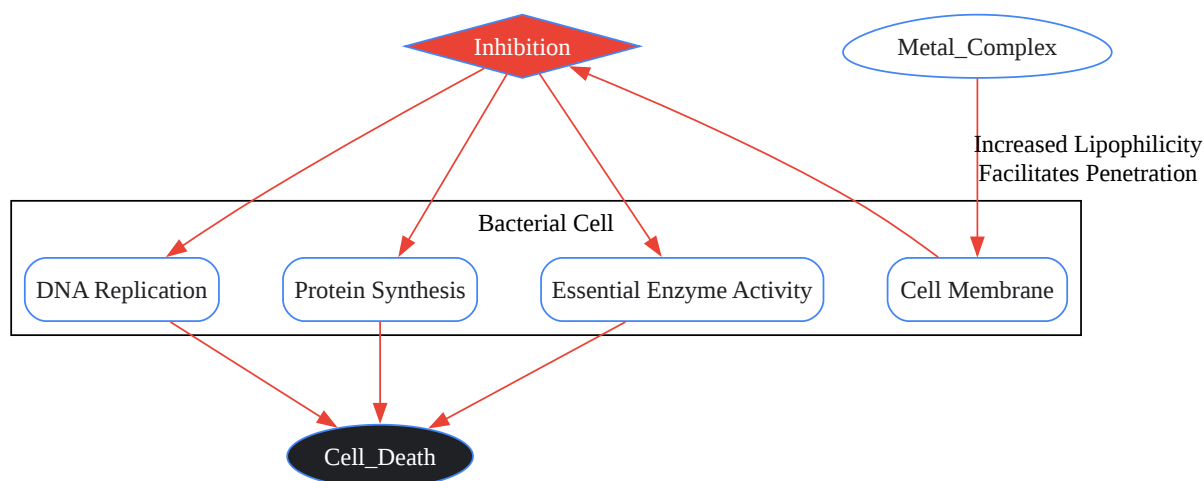 Inhibition
Metal_Complex
Increased Lipophilicity
Facilitates Penetration
Bacterial Cell
DNA Replication
Protein Synthesis
Essential Enzyme Activity
Cell Membrane
Cell_Death